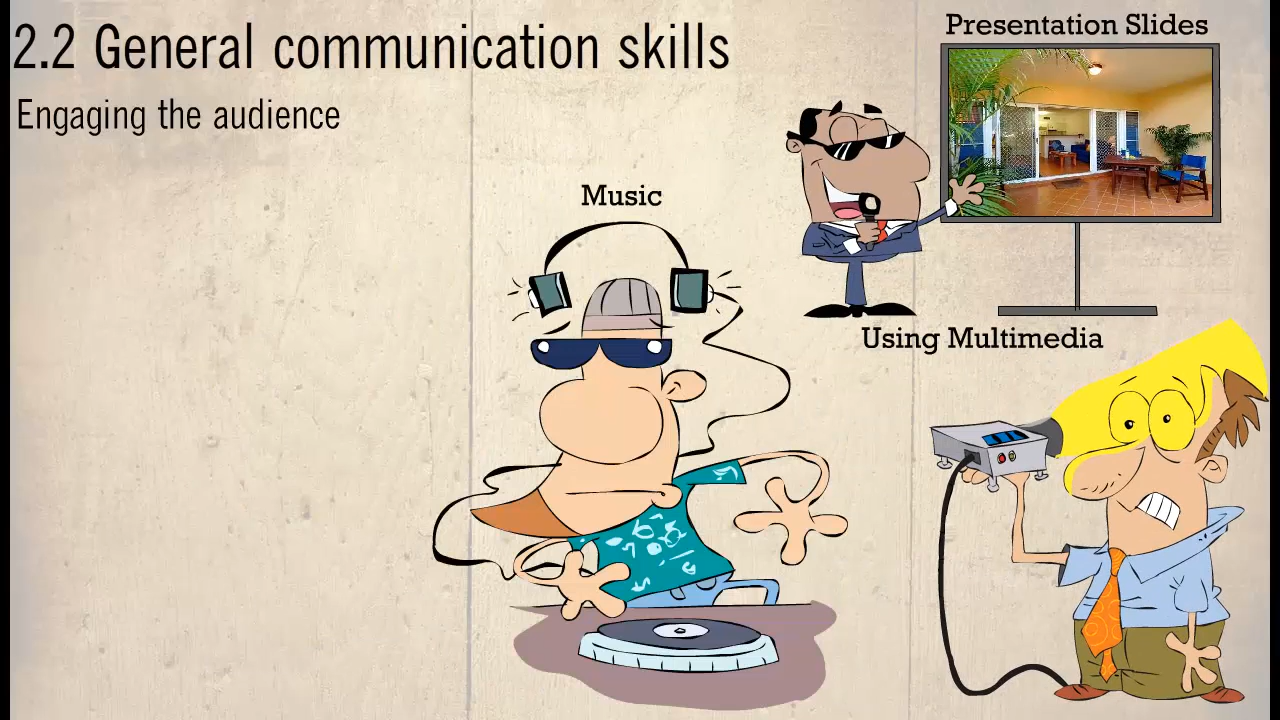 2.2 General communication skills
Engaging the audience
Presentation Slides
Music
Using Multimedia